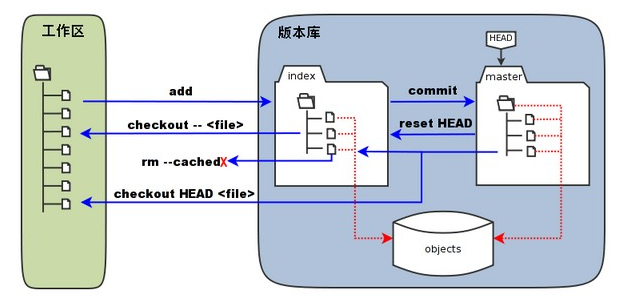 工作区
版本库
HEAD
index
master
add
commit
checkout -- <file>
reset HEAD
rm --cached
X
checkout HEAD <file>
objects